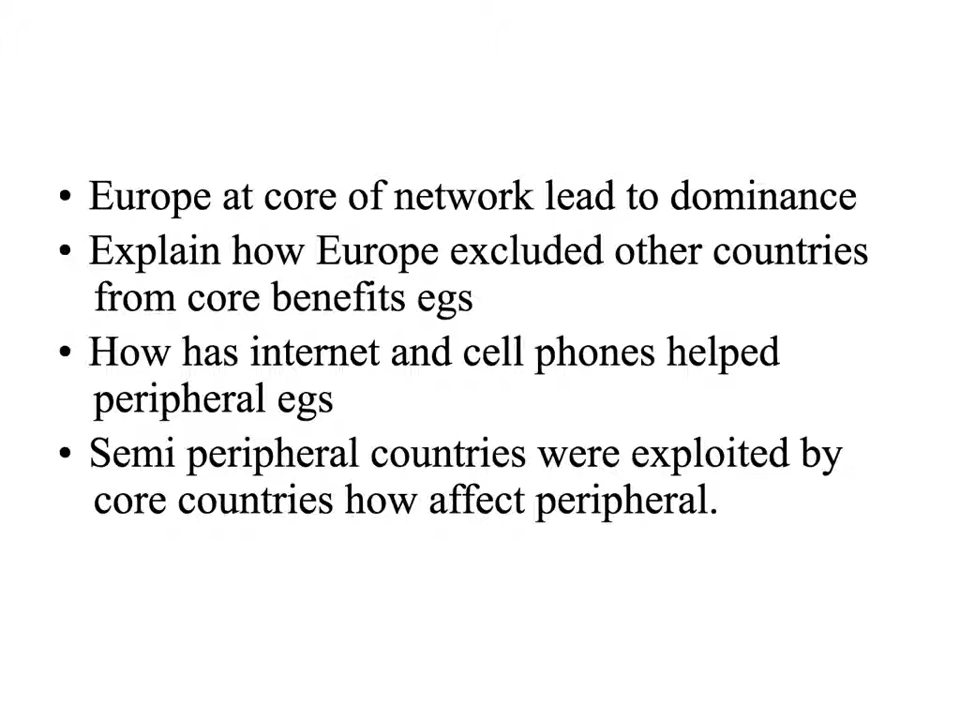 • Europe at core of network lead to dominance
• Explain how Europe excluded other countries
from core benefits egs
• How has internet and cell phones helped
peripheral egs
• Semi peripheral countries were exploited by
core countries how affect peripheral.